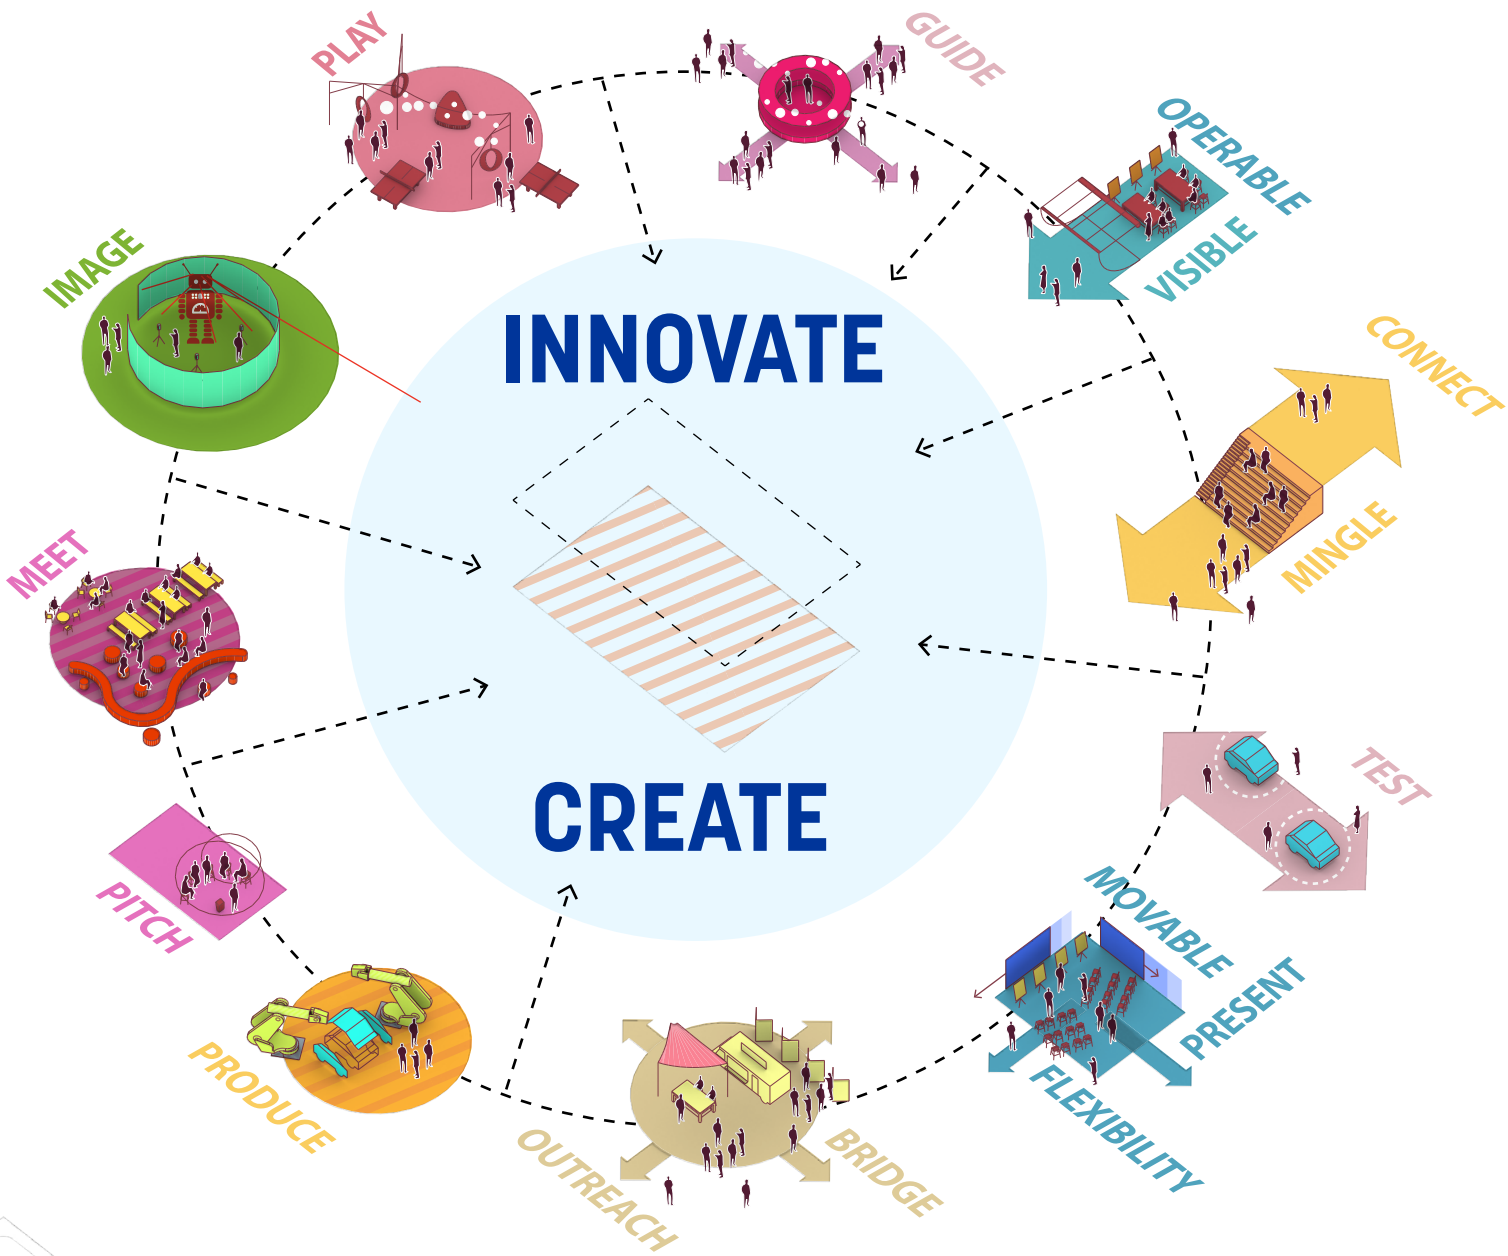 PLAY
GUIDE
OPERABLE
VISIBLE
IMAGE
INNOVATE
CONNECT
MINGLE
MEET
CREATE
TEST
PITCH
MOVABLE
PRESENT
FLEXIBILITY
PRODUCE
OUTREACH
BRIDGE